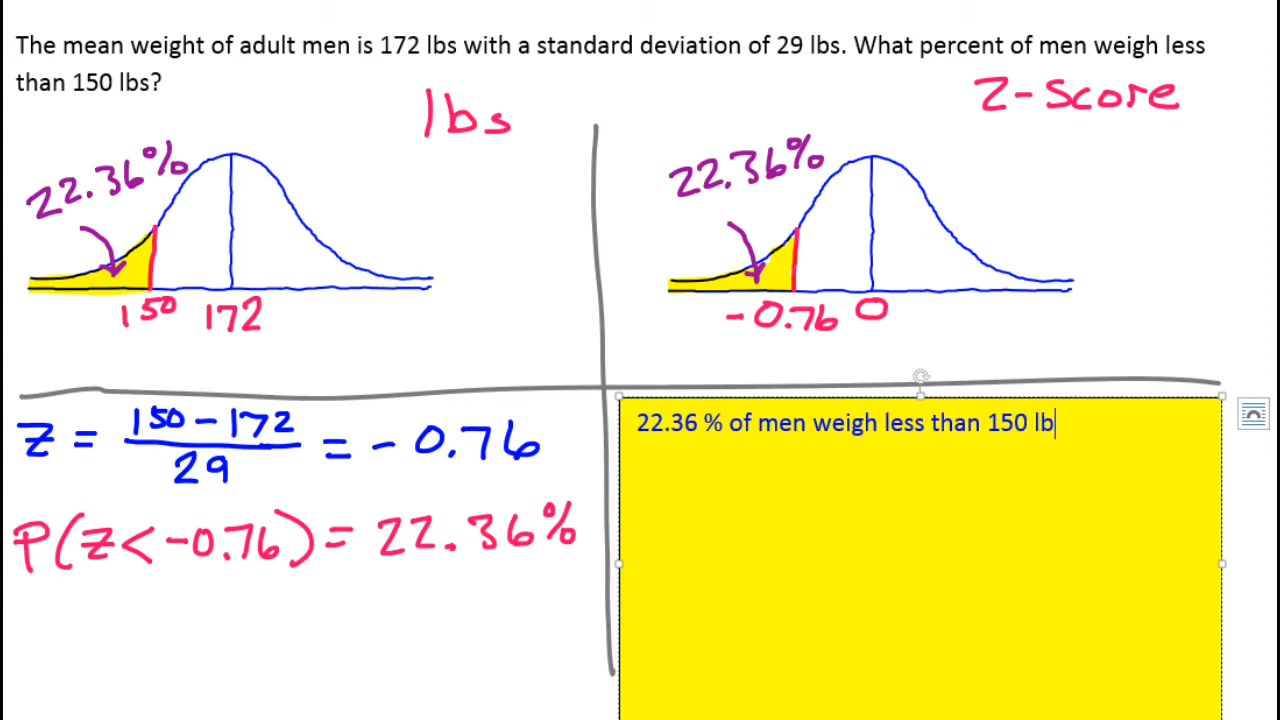 The mean weight of adult men is 172 lbs with a standard deviation of 29 lbs. What percent of men weigh less
than 150 lbs?
lbs
z-score
22.36%
150 172
22.36%
-0.76 0
z = 150-172 / 29 = -0.76
P(z<-0.76) = 22.36%
22.36 % of men weigh less than 150 lb